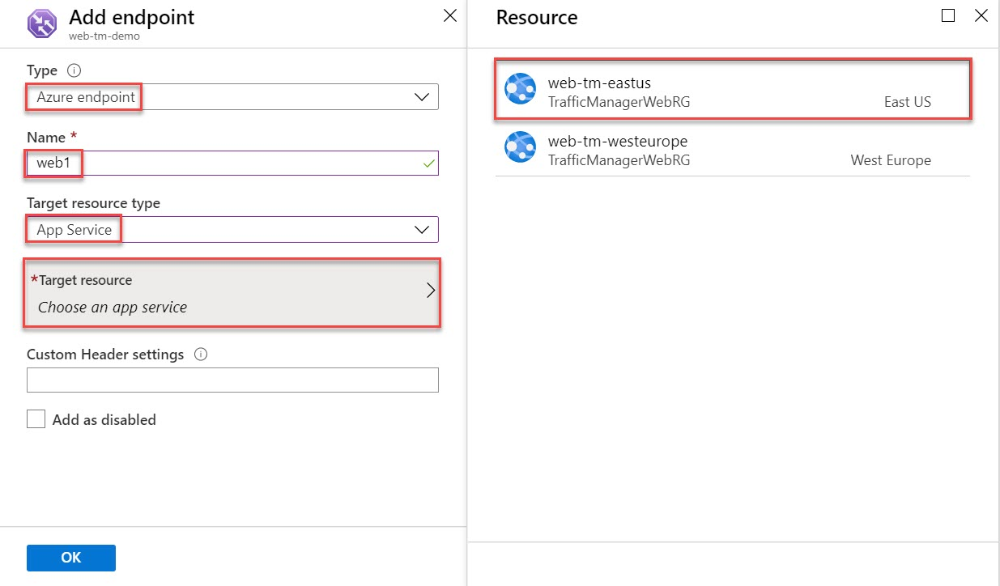 Add endpoint
web-tm-demo
Type
Azure endpoint
Name *
web1
Target resource type
App Service
*Target resource
Choose an app service
Custom Header settings
Add as disabled
OK
Resource
web-tm-eastus
TrafficManagerWebRG East US
web-tm-westeurope
TrafficManagerWebRG West Europe